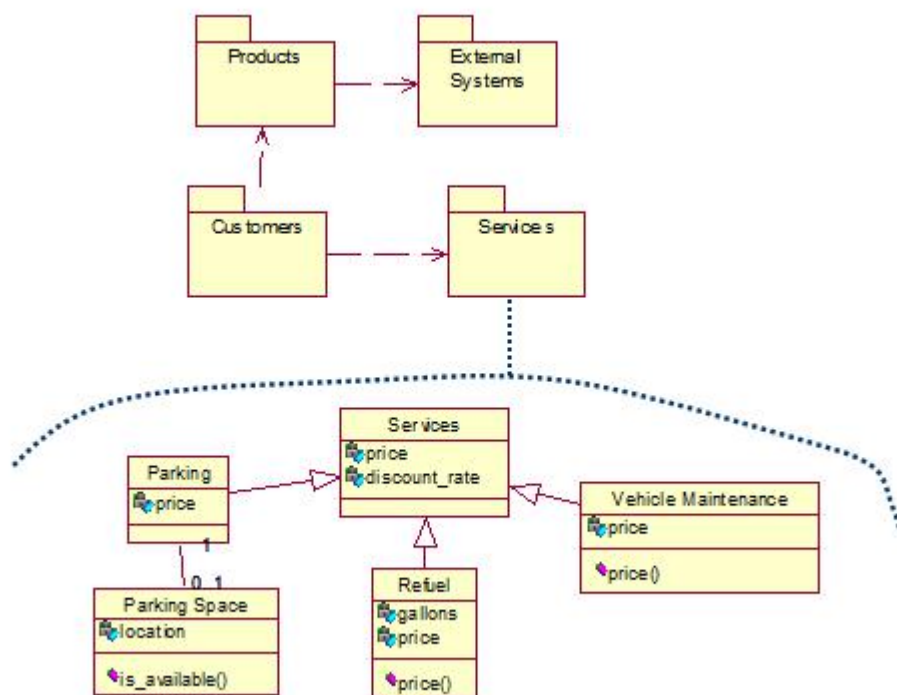 Products
External
Systems
Customers
Services
Services
price
discount_rate
Parking
price
1
0..1
Parking Space
location
is_available()
Refuel
gallons
price
price()
Vehicle Maintenance
price
price()